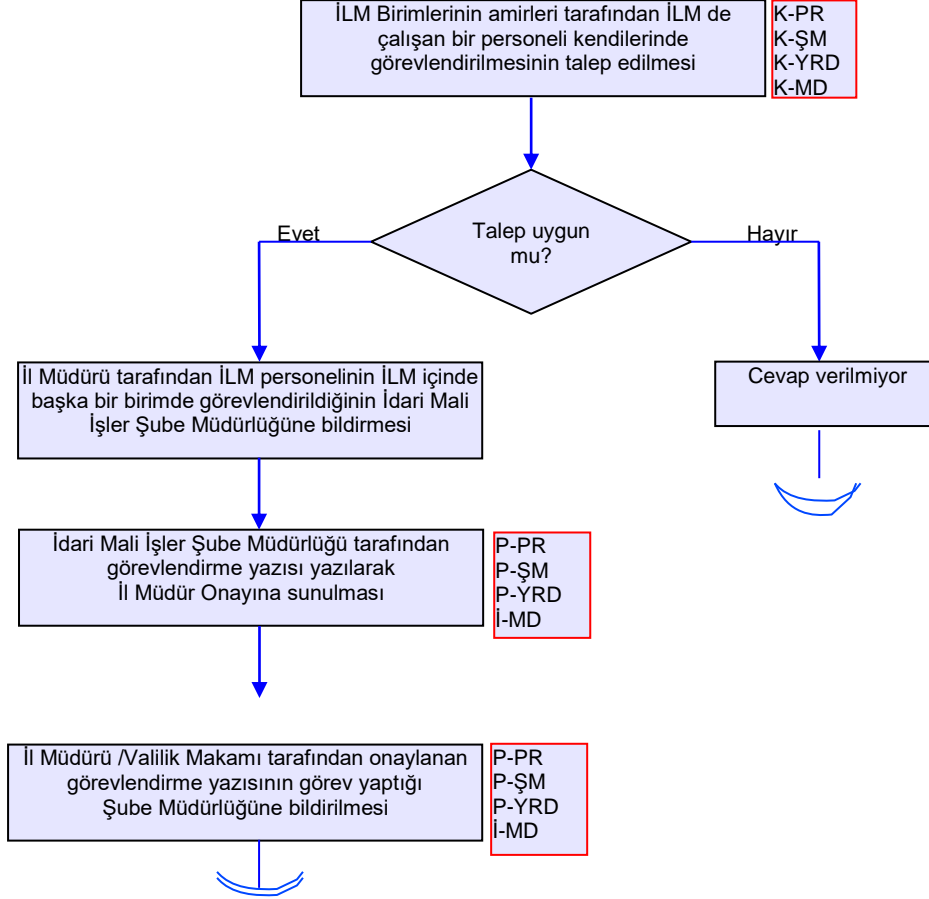 İLM Birimlerinin amirleri tarafından İLM de
çalışan bir personeli kendilerinde
görevlendirilmesinin talep edilmesi
K-PR
K-ŞM
K-YRD
K-MD
Talep uygun
mu?
Evet
Hayır
İl Müdürü tarafından İLM personelinin İLM içinde
başka bir birimde görevlendirildiğinin İdari Mali
İşler Şube Müdürlüğüne bildirmesi
Cevap verilmiyor
İdari Mali İşler Şube Müdürlüğü tarafından
görevlendirme yazısı yazılarak
İl Müdür Onayına sunulması
P-PR
P-ŞM
P-YRD
İ-MD
İl Müdürü /Valilik Makamı tarafından onaylanan
görevlendirme yazısının görev yaptığı
Şube Müdürlüğüne bildirilmesi
P-PR
P-ŞM
P-YRD
İ-MD